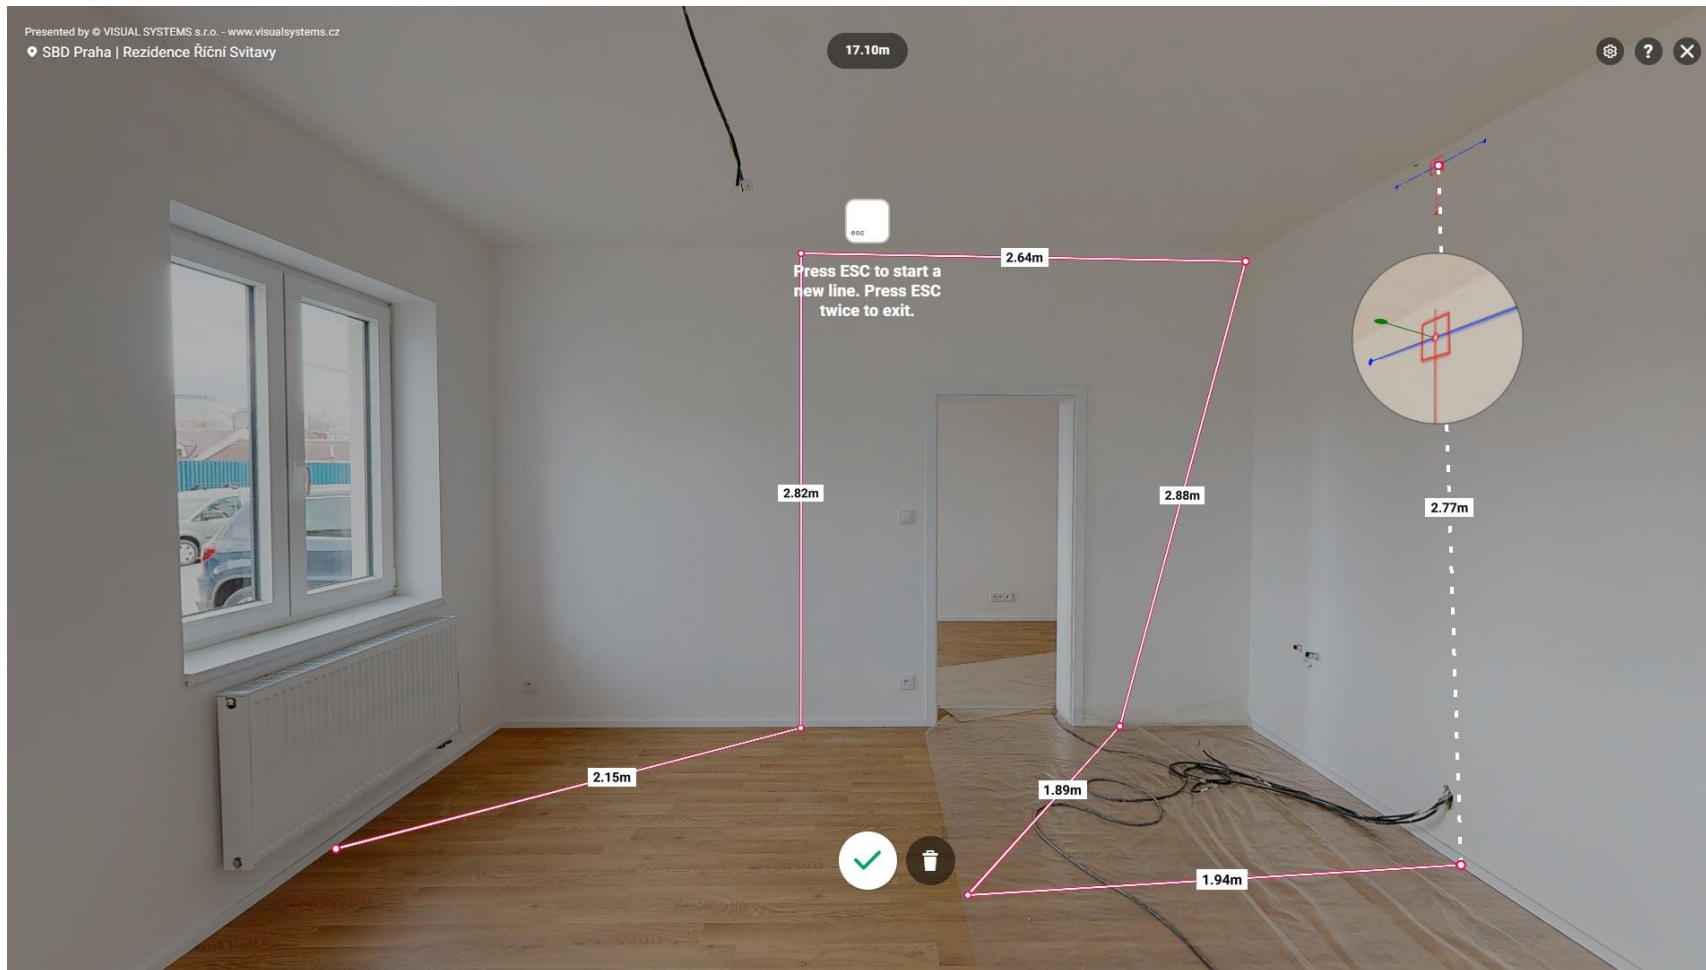 Presented by © VISUAL SYSTEMS s.r.o. - www.visualsystems.cz
SBD Praha | Rezidence Říční Svitavy
17.10m
?
esc
Press ESC to start a
new line. Press ESC
twice to exit.
2.64m
2.82m
2.88m
2.77m
2.15m
1.89m
1.94m